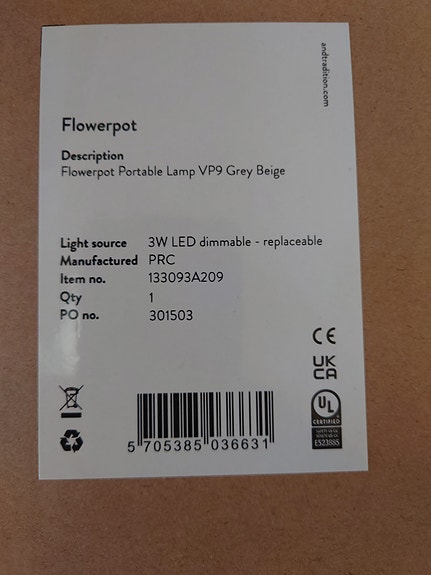 andtradition.com
Flowerpot
Description
Flowerpot Portable Lamp VP9 Grey Beige
Light source 3W LED dimmable - replaceable
Manufactured PRC
Item no. 133093A209
Qty 1
PO no. 301503
CE
UK
CA
UL
CERTIFIED
E523885
5 705385 036631